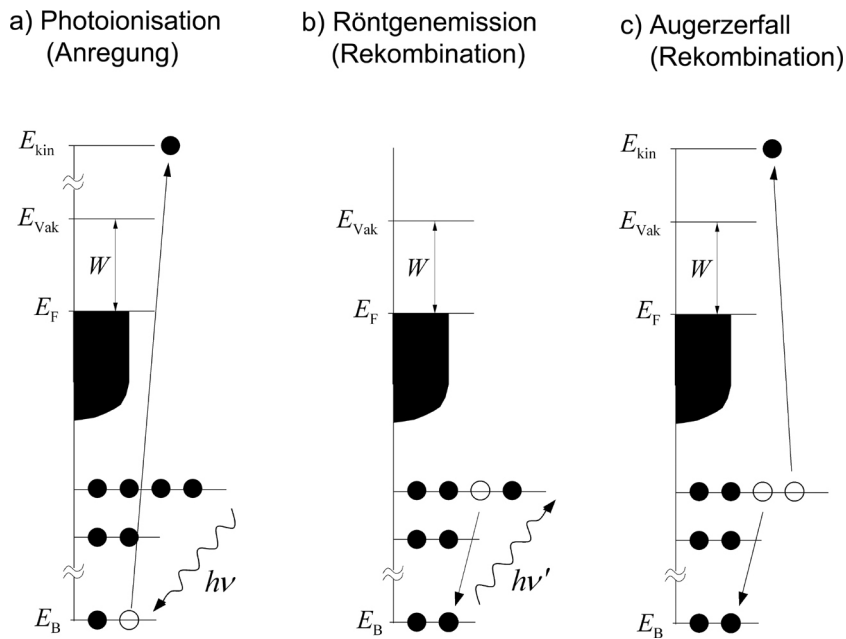 a) Photoionisation
(Anregung)
b) Röntgenemission
(Rekombination)
c) Augerzerfall
(Rekombination)
E_kin
E_Vak
W
E_F
hν
E_B
E_Vak
W
E_F
hν'
E_B
E_kin
E_Vak
W
E_F
E_B